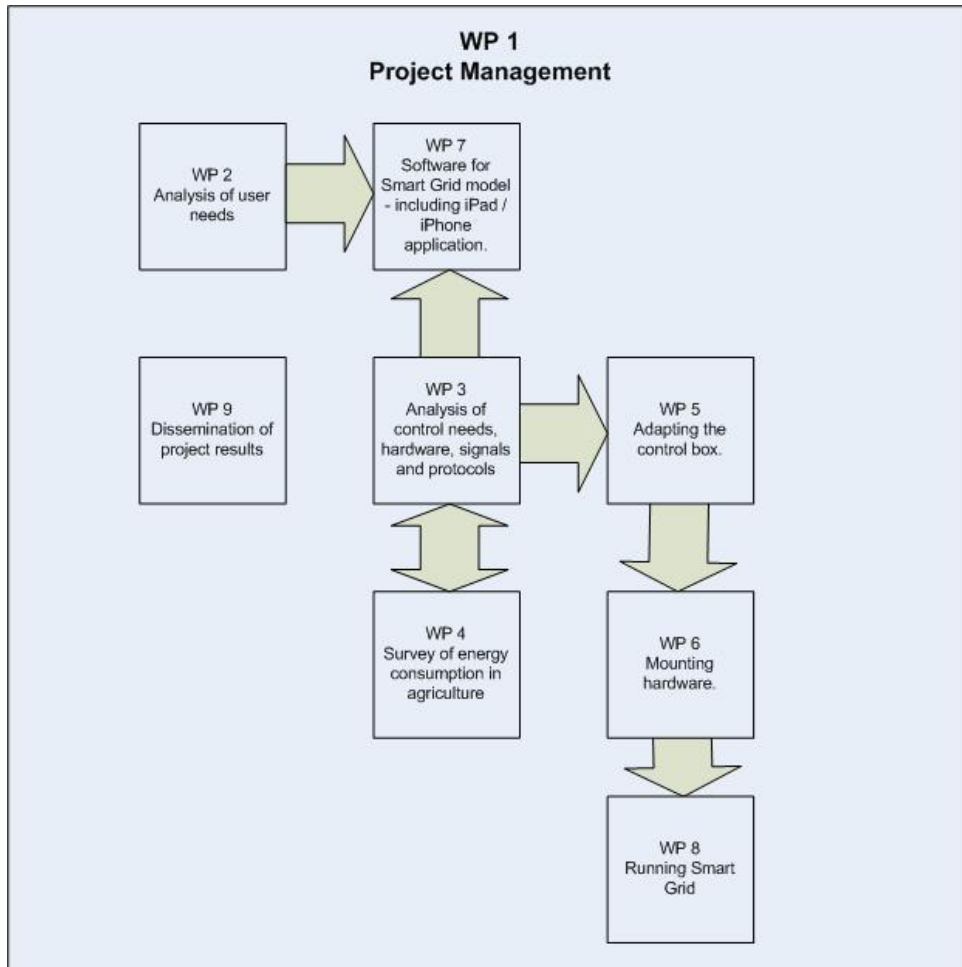 WP 1
Project Management
WP 2
Analysis of user
needs
WP 7
Software for
Smart Grid model
- including iPad /
iPhone
application.
WP 9
Dissemination of
project results
WP 3
Analysis of
control needs,
hardware, signals
and protocols
WP 5
Adapting the
control box.
WP 4
Survey of energy
consumption in
agriculture
WP 6
Mounting
hardware.
WP 8
Running Smart
Grid